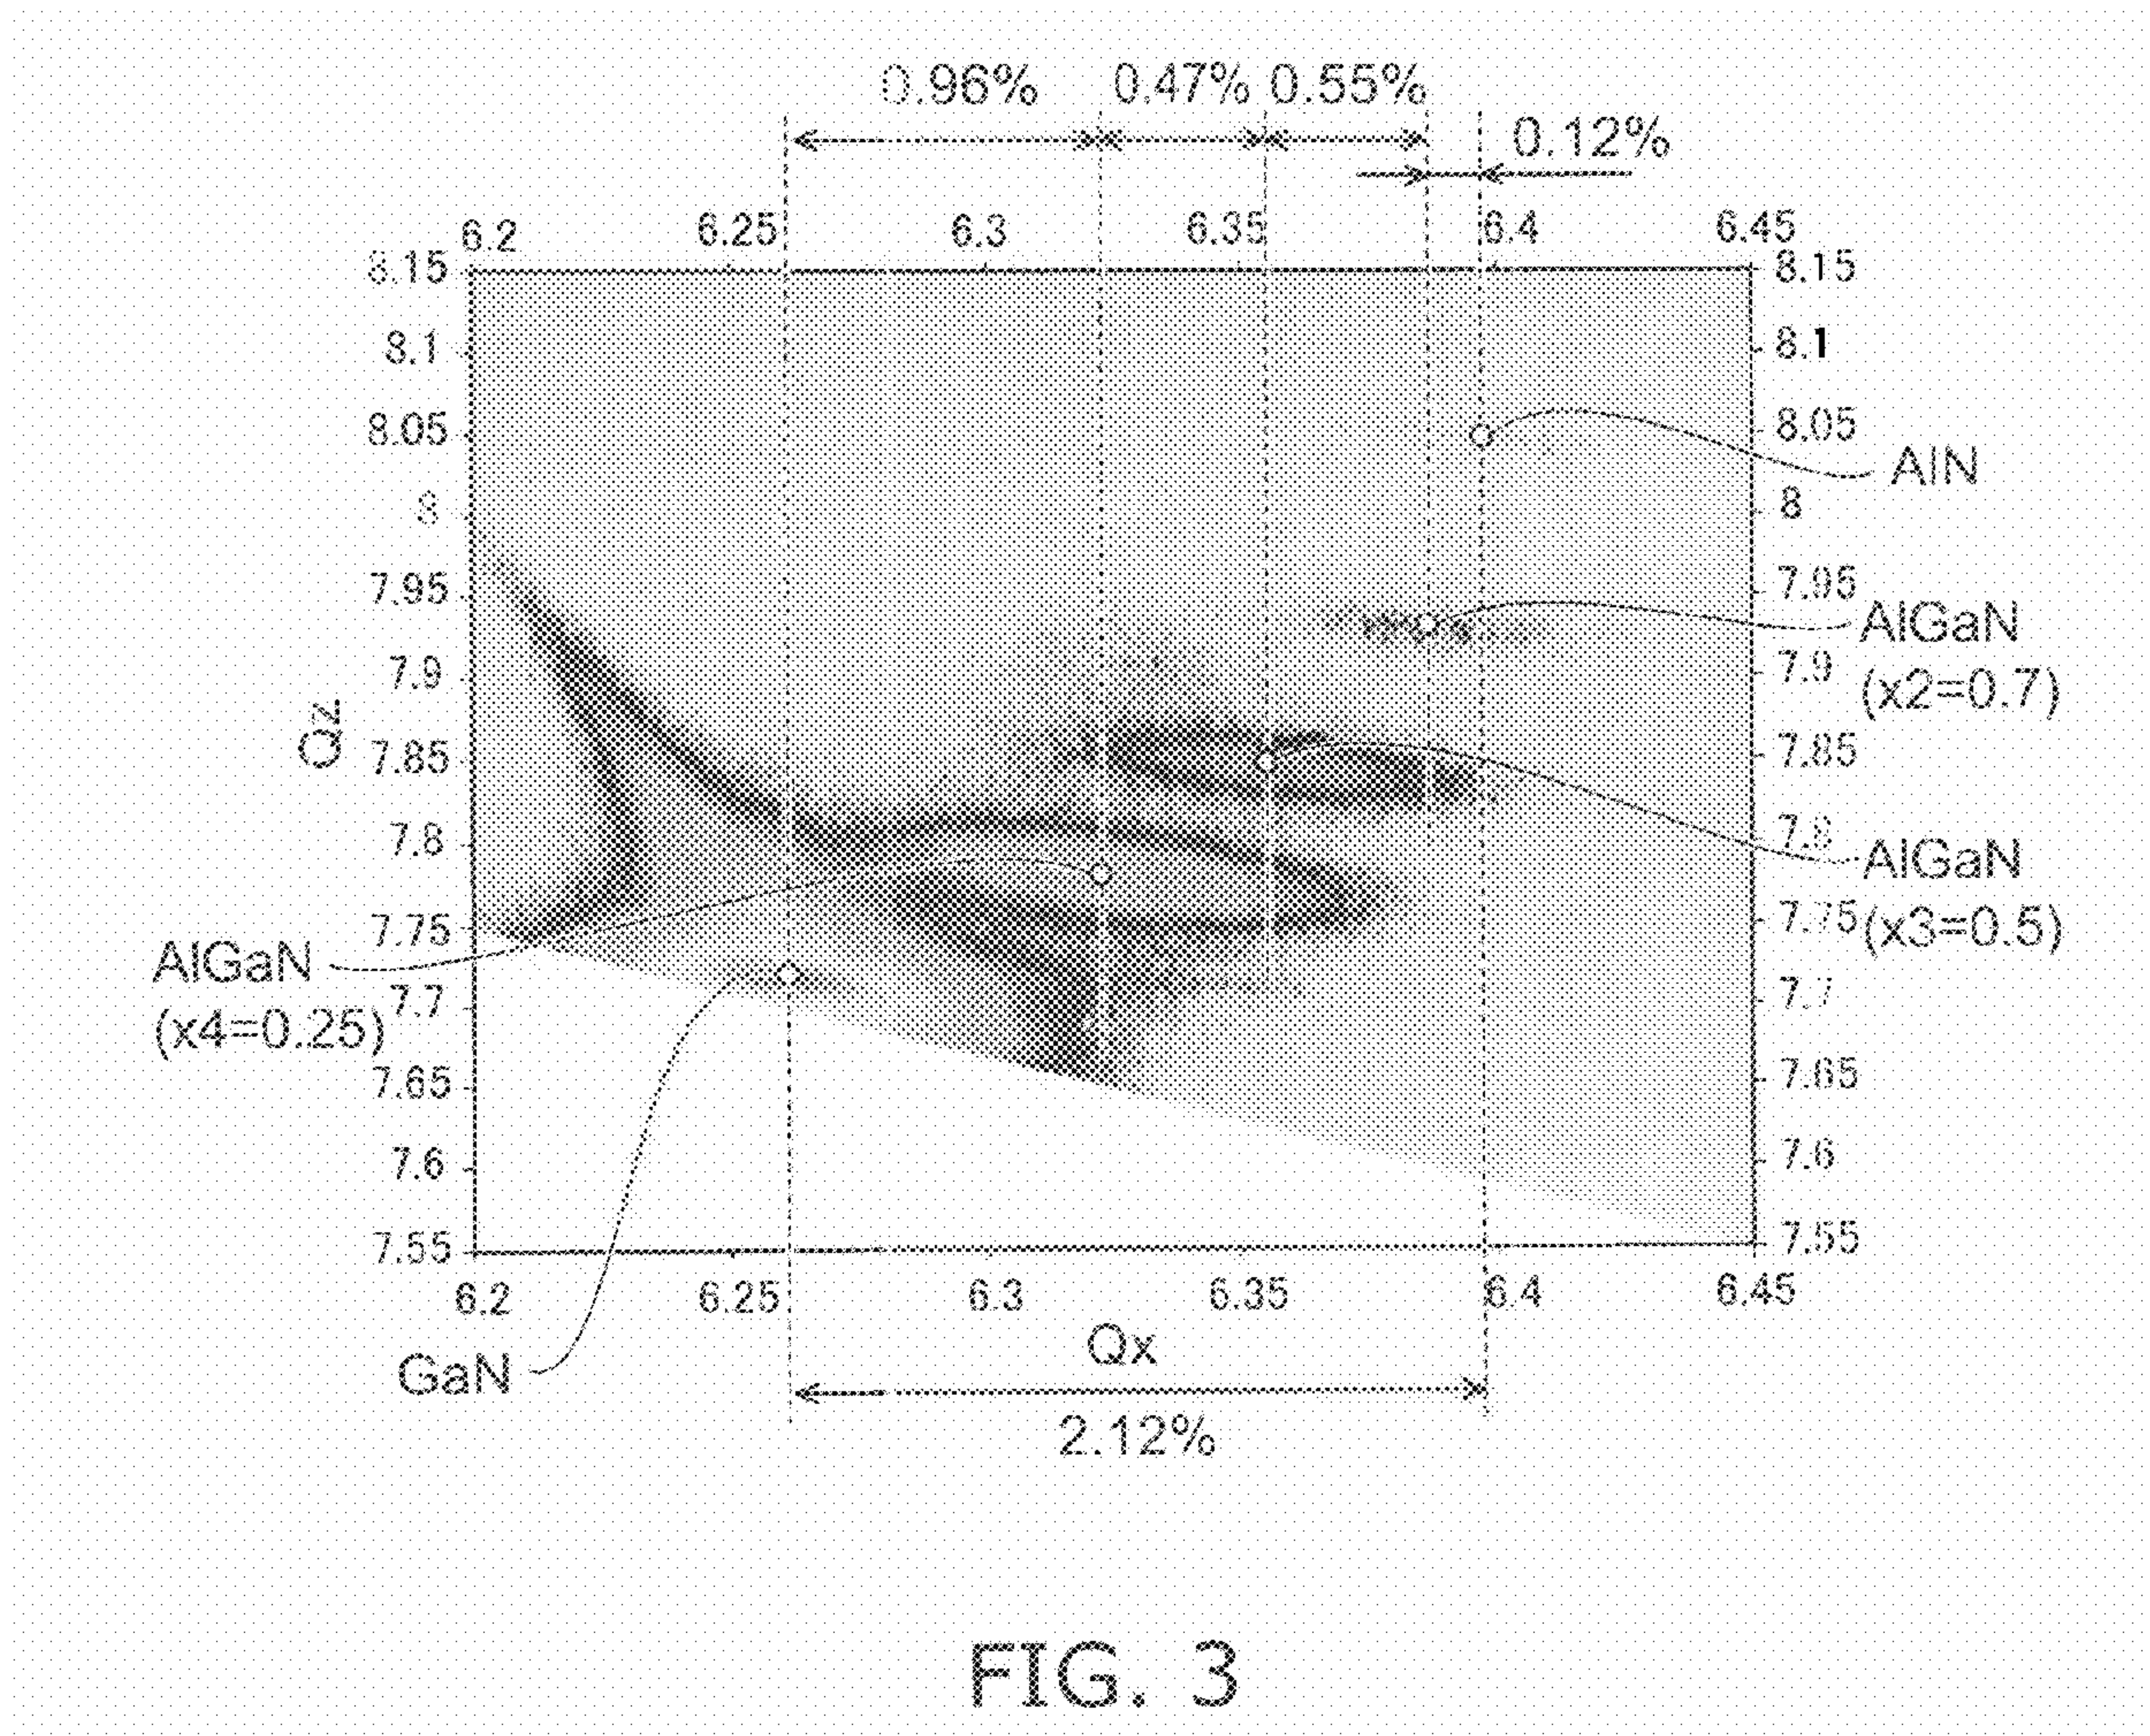 0.96% 0.47% 0.55%
0.12%
6.2 6.25 6.3 6.35 6.4 6.45
8.15 8.15
8.1 8.1
8.05 8.05
AlN
8 8
7.95 7.95
AlGaN
(x2=0.7)
7.9 7.9
Qz
7.85 7.85
7.8 7.8
AlGaN
(x3=0.5)
7.75 7.75
AlGaN
(x4=0.25)
7.7 7.7
7.65 7.65
7.6 7.6
7.55 7.55
6.2 6.25 6.3 6.35 6.4 6.45
Qx
GaN
2.12%
FIG. 3